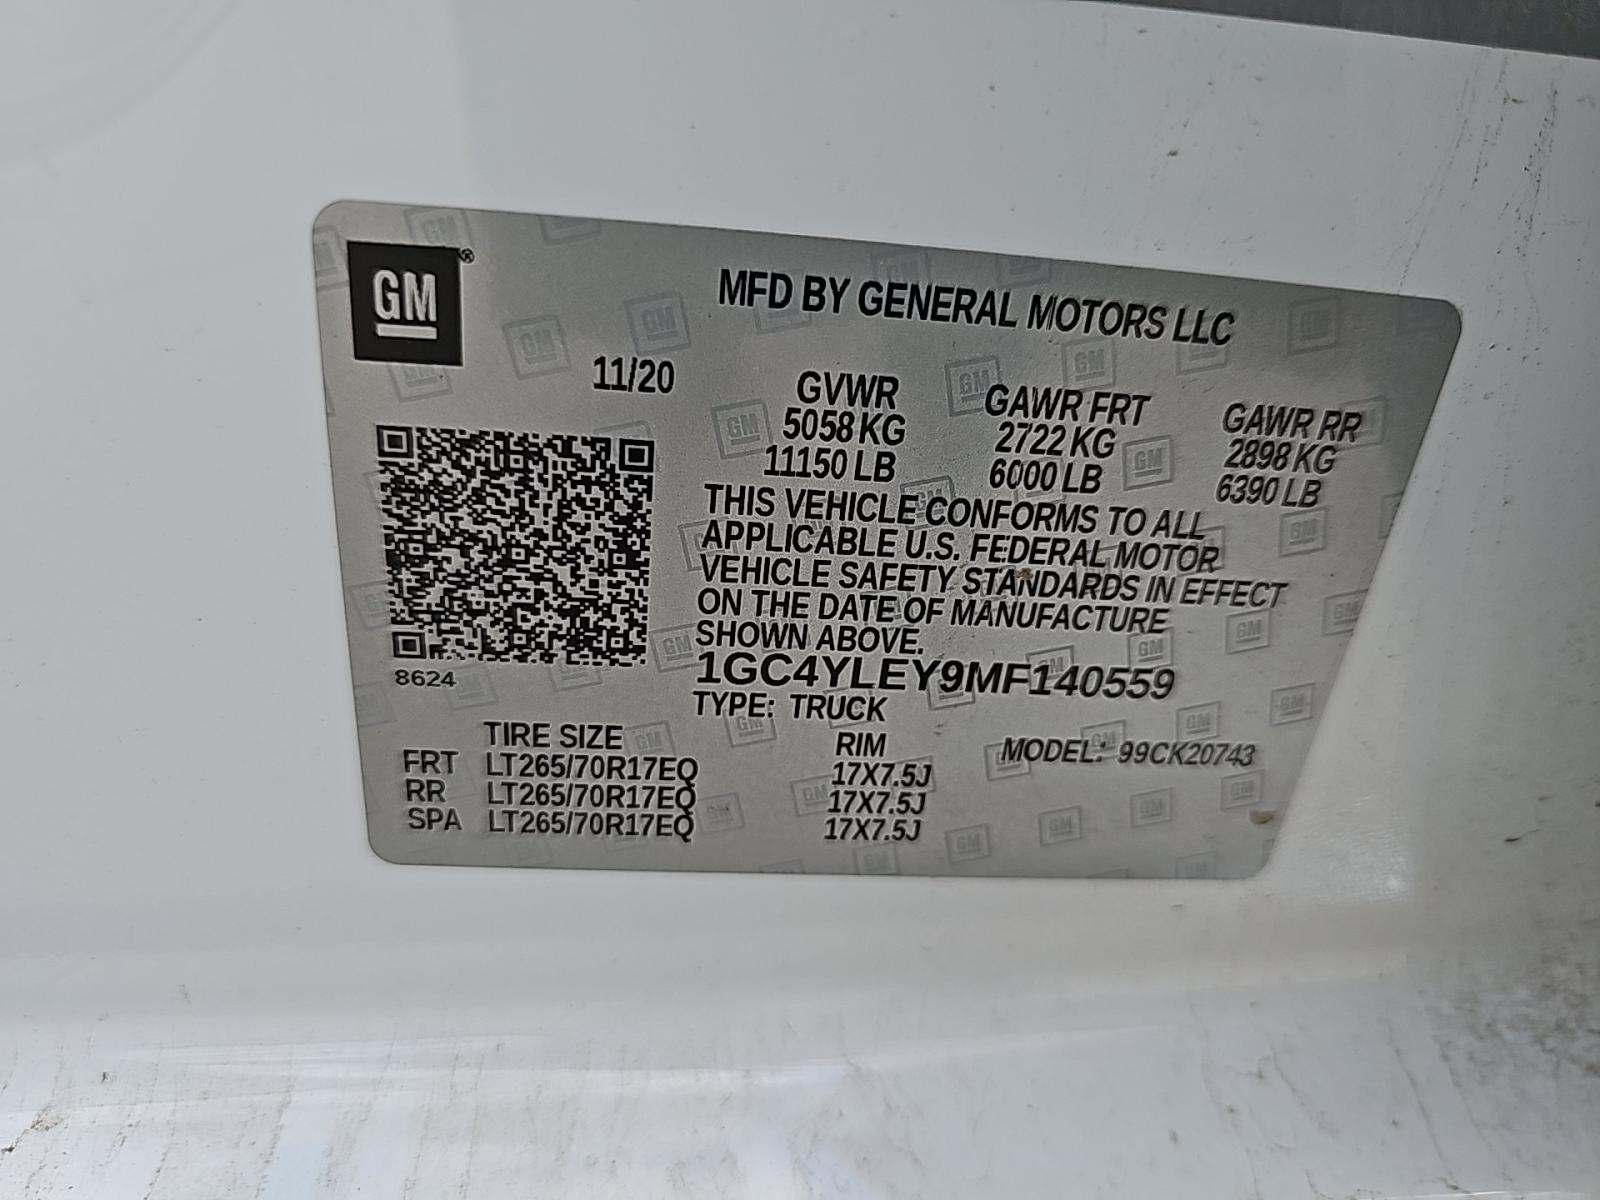 GM®
MFD BY GENERAL MOTORS LLC
11/20
GVWR GAWR FRT GAWR RR
5058 KG 2722 KG 2898 KG
11150 LB 6000 LB 6390 LB
THIS VEHICLE CONFORMS TO ALL
APPLICABLE U.S. FEDERAL MOTOR
VEHICLE SAFETY STANDARDS IN EFFECT
ON THE DATE OF MANUFACTURE
SHOWN ABOVE.
1GC4YLEY9MF140559
8624
TYPE: TRUCK
TIRE SIZE RIM MODEL: 99CK20743
FRT LT265/70R17EQ 17X7.5J
RR LT265/70R17EQ 17X7.5J
SPA LT265/70R17EQ 17X7.5J